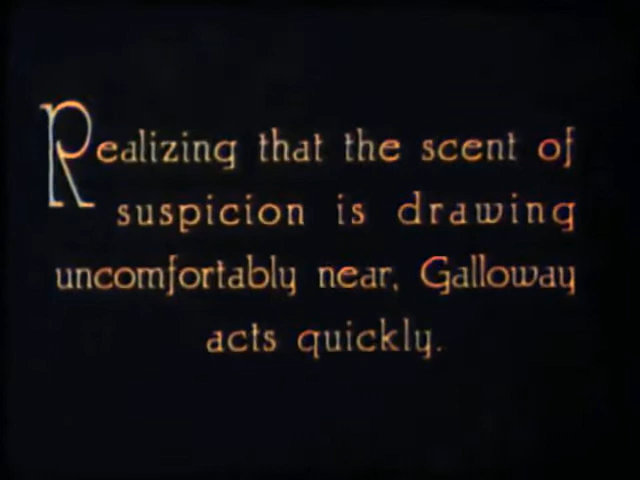 Realizing that the scent of
suspicion is drawing
uncomfortably near, Galloway
acts quickly.